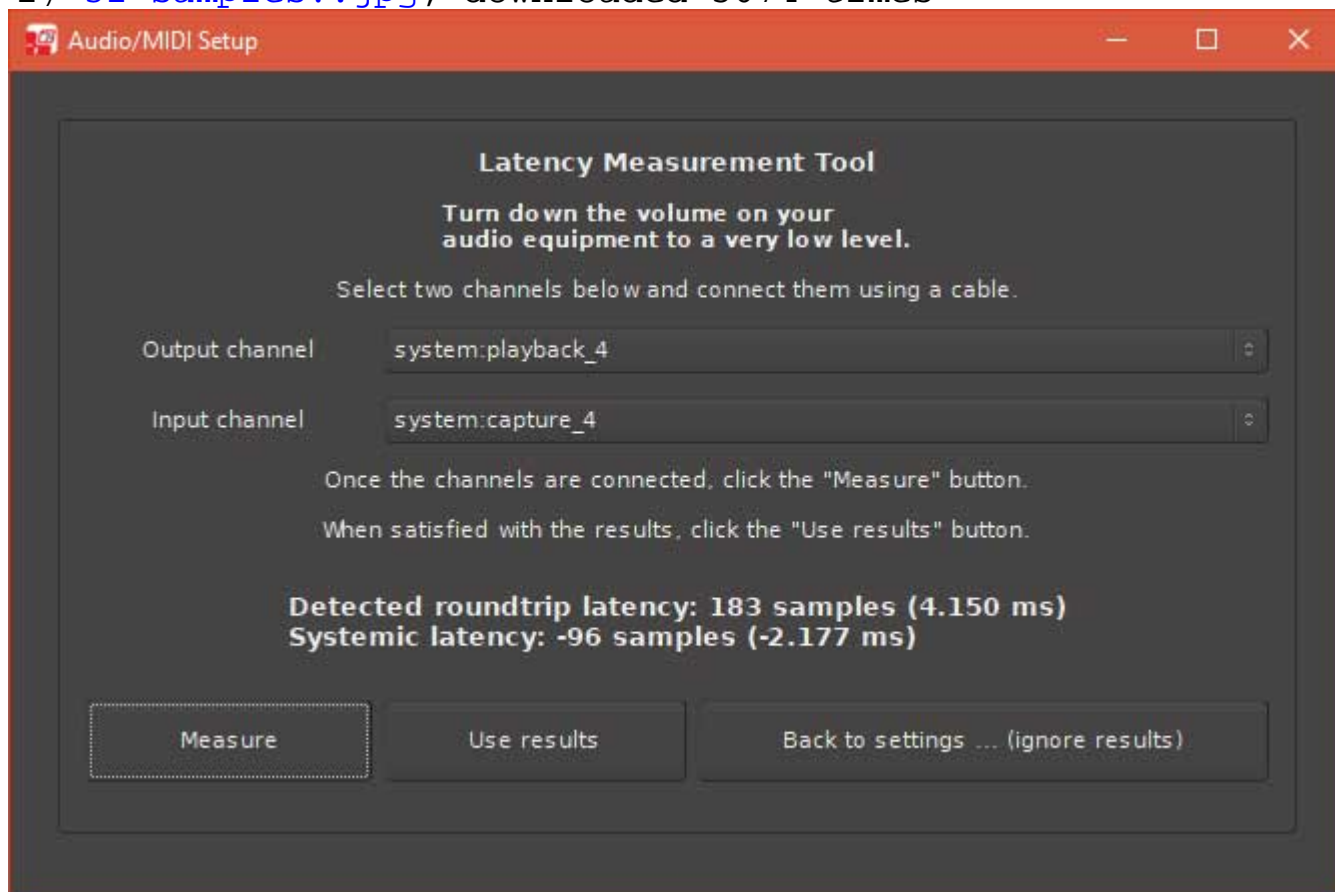 Audio/MIDI Setup
Latency Measurement Tool
Turn down the volume on your
audio equipment to a very low level.
Select two channels below and connect them using a cable.
Output channel system:playback_4
Input channel system:capture_4
Once the channels are connected, click the "Measure" button.
When satisfied with the results, click the "Use results" button.
Detected roundtrip latency: 183 samples (4.150 ms)
Systemic latency: -96 samples (-2.177 ms)
Measure Use results Back to settings ... (ignore results)